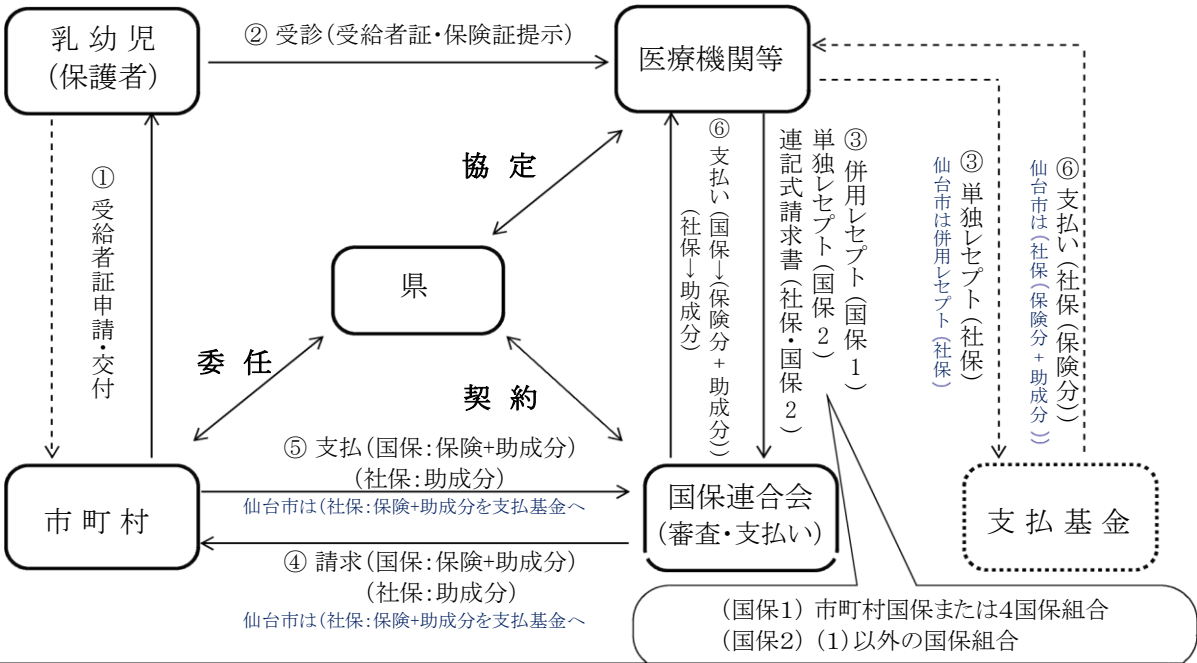 乳幼児
(保護者)
② 受診(受給者証・保険証提示)
医療機関等
① 受給者証申請・交付
協定
県
委任
契約
⑥ 支払い(国保→(保険分+助成分))
(社保→助成分)
③ 併用レセプト(国保1)
単独レセプト(国保2)
連記式請求書(社保・国保2)
③ 単独レセプト(社保)
仙台市は併用レセプト(社保)
⑥ 支払い(社保(保険分))
仙台市は(社保(保険分+助成分))
市町村
⑤ 支払(国保:保険+助成分)
(社保:助成分)
仙台市は(社保:保険+助成分を支払基金へ
④ 請求(国保:保険+助成分)
(社保:助成分)
仙台市は(社保:保険+助成分を支払基金へ
国保連合会
(審査・支払い)
支払基金
(国保1) 市町村国保または4国保組合
(国保2) (1)以外の国保組合